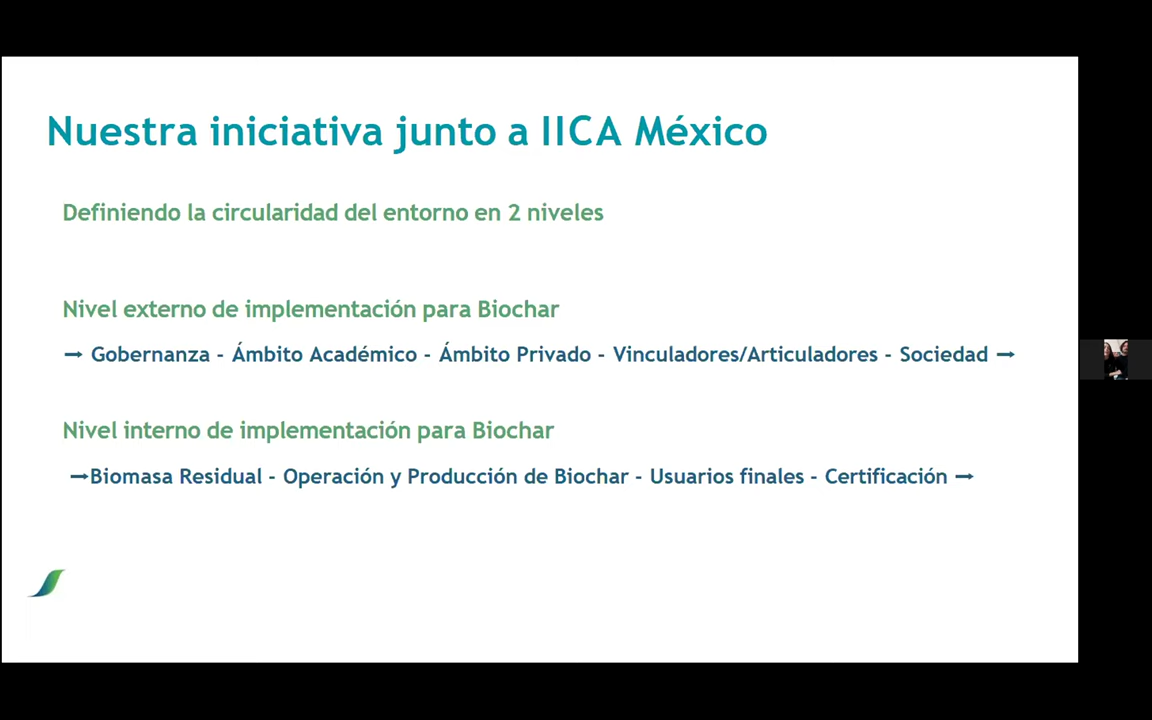 Nuestra iniciativa junto a IICA México
Definiendo la circularidad del entorno en 2 niveles
Nivel externo de implementación para Biochar
→ Gobernanza - Ámbito Académico - Ámbito Privado - Vinculadores/Articuladores - Sociedad →
Nivel interno de implementación para Biochar
→Biomasa Residual - Operación y Producción de Biochar - Usuarios finales - Certificación →